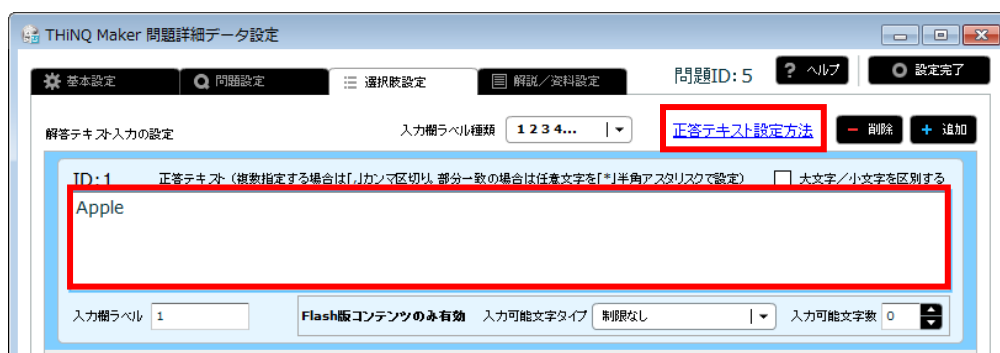 THiNQ Maker 問題詳細データ設定
基本設定
問題設定
選択肢設定
解説／資料設定
問題ID: 5
? ヘルプ
設定完了
解答テキスト入力の設定
入力欄ラベル種類
1 2 3 4...
正答テキスト設定方法
削除
追加
ID: 1
正答テキスト（複数指定する場合は「,」カンマ区切り。部分一致の場合は任意文字を「*」半角アスタリスクで設定）
大文字／小文字を区別する
Apple
入力欄ラベル
1
Flash版コンテンツのみ有効
入力可能文字タイプ
制限なし
入力可能文字数
0